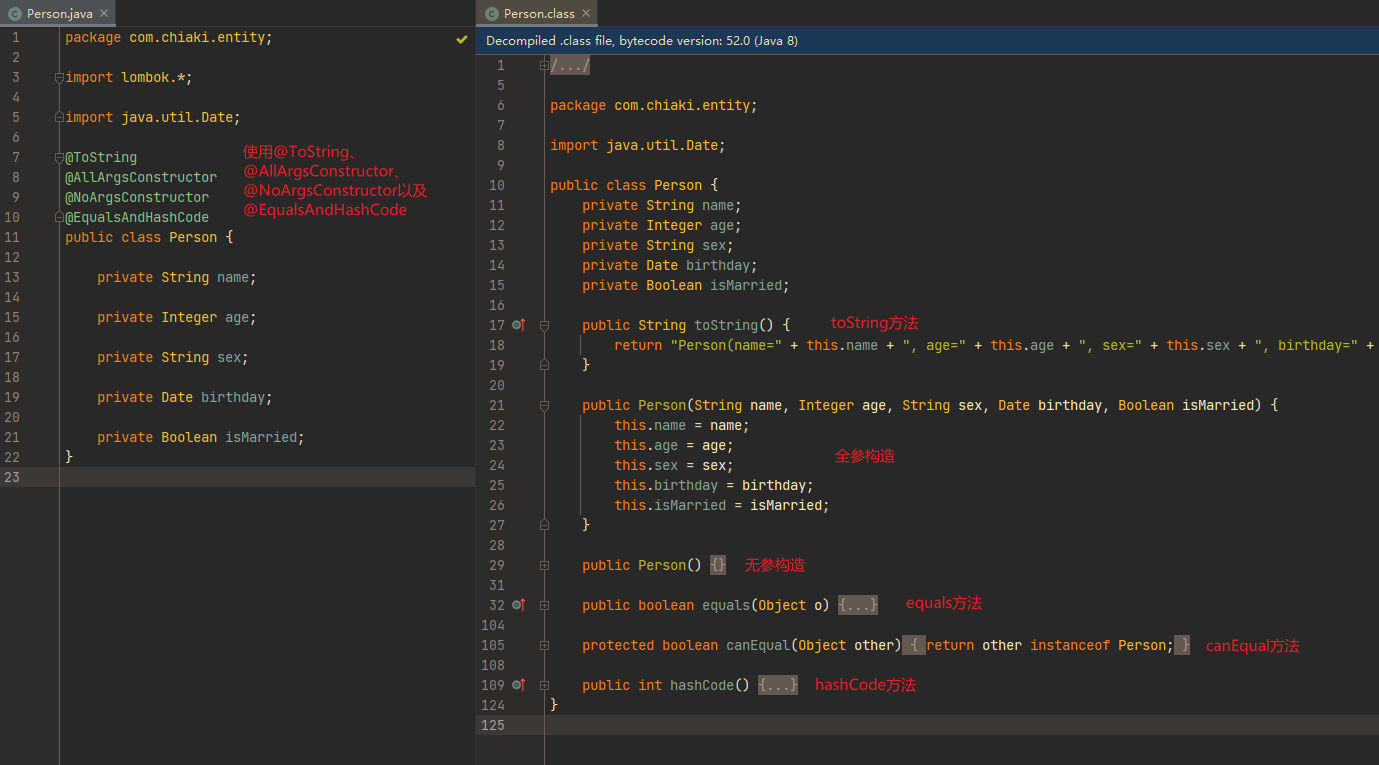 Person.java
1 package com.chiaki.entity;
2
3 import lombok.*;
4
5 import java.util.Date;
6
7 @ToString
8 @AllArgsConstructor
9 @NoArgsConstructor
10 @EqualsAndHashCode
使用@ToString、
@AllArgsConstructor、
@NoArgsConstructor以及
@EqualsAndHashCode
11 public class Person {
12
13 private String name;
14
15 private Integer age;
16
17 private String sex;
18
19 private Date birthday;
20
21 private Boolean isMarried;
22 }
23
Person.class
Decompiled .class file, bytecode version: 52.0 (Java 8)
1 /.../
5
6 package com.chiaki.entity;
7
8 import java.util.Date;
9
10 public class Person {
11 private String name;
12 private Integer age;
13 private String sex;
14 private Date birthday;
15 private Boolean isMarried;
16
17 public String toString() { toString方法
18 return "Person(name=" + this.name + ", age=" + this.age + ", sex=" + this.sex + ", birthday=" +
19 }
20
21 public Person(String name, Integer age, String sex, Date birthday, Boolean isMarried) {
22 this.name = name;
23 this.age = age;
24 this.sex = sex; 全参构造
25 this.birthday = birthday;
26 this.isMarried = isMarried;
27 }
28
29 public Person() {} 无参构造
31
32 public boolean equals(Object o) {...} equals方法
104
105 protected boolean canEqual(Object other) { return other instanceof Person; } canEqual方法
108
109 public int hashCode() {...} hashCode方法
124 }
125